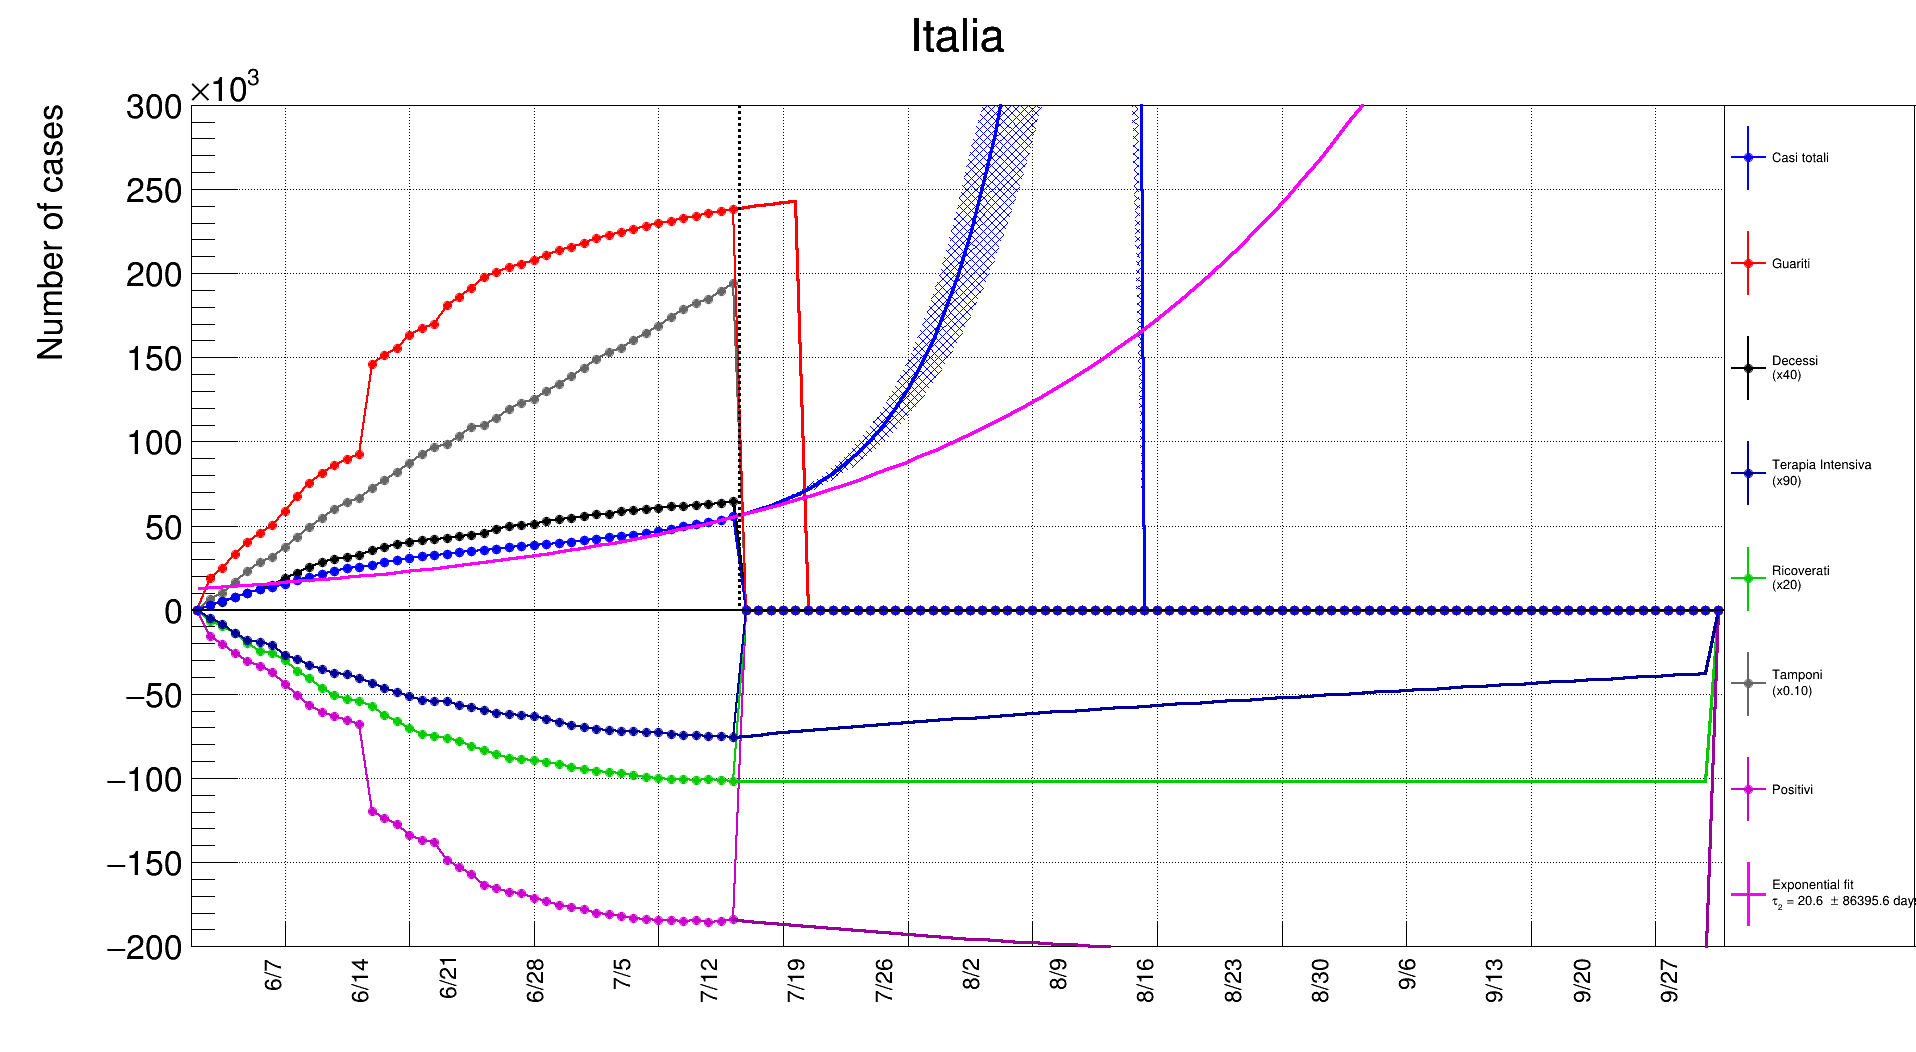 Italia
×10³
Number of cases
300
250
200
150
100
50
0
−50
−100
−150
−200
6/7
6/14
6/21
6/28
7/5
7/12
7/19
7/26
8/2
8/9
8/16
8/23
8/30
9/6
9/13
9/20
9/27
Casi totali
Guariti
Decessi
(x40)
Terapia Intensiva
(x90)
Ricoverati
(x20)
Tamponi
(x0.10)
Positivi
Exponential fit
τ₂ = 20.6 ± 86395.6 day